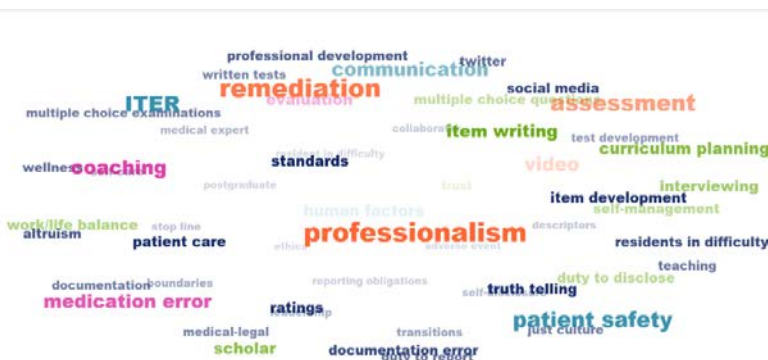 professional development
twitter
communication
written tests
remediation
social media
evaluation
multiple choice questions
assessment
ITER
multiple choice examinations
medical expert
item writing
test development
curriculum planning
resident in difficulty
standards
video
wellness
coaching
postgraduate
trust
interviewing
item development
human factors
self-management
work/life balance
stop line
descriptors
altruism
professionalism
patient care
ethics
adverse event
residents in difficulty
teaching
reporting obligations
duty to disclose
documentation
boundaries
truth telling
medication error
ratings
patient safety
medical-legal
transitions
just culture
scholar
documentation error
duty to report